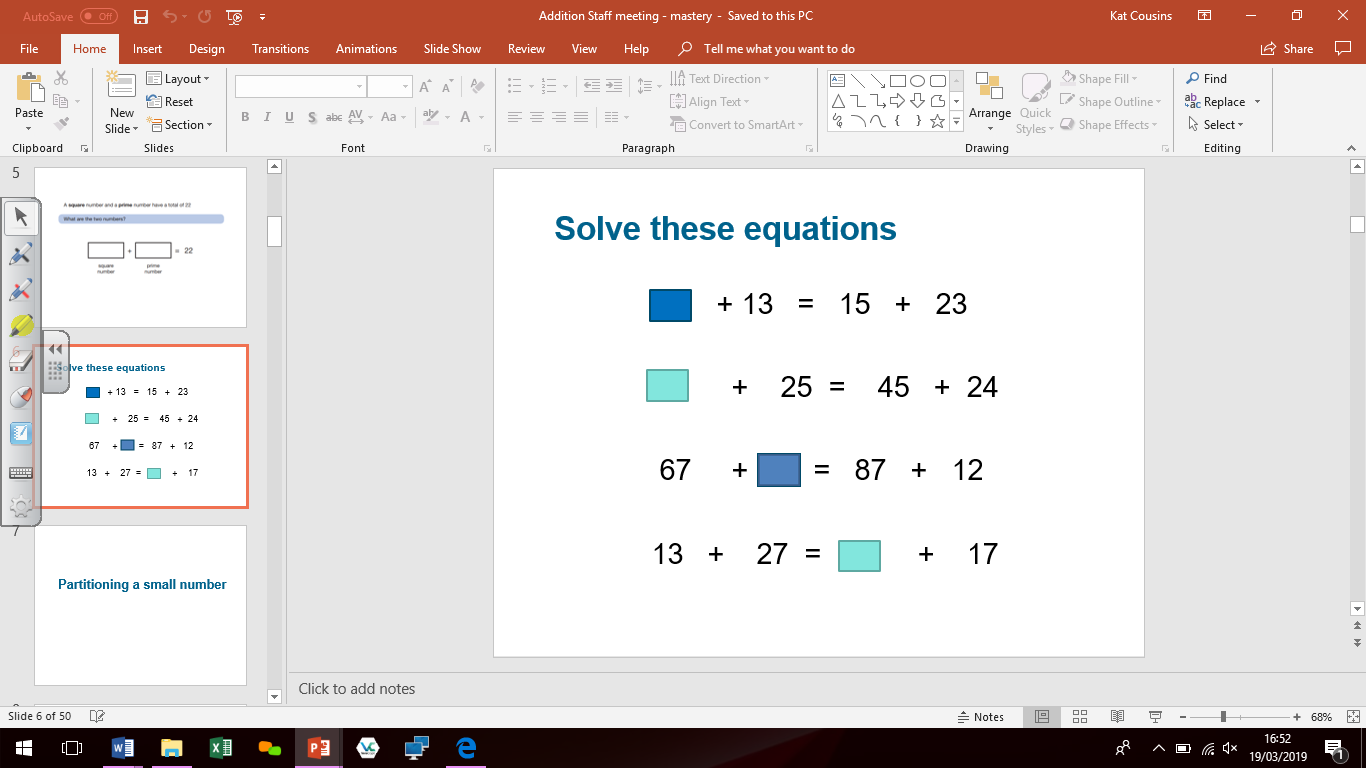 AutoSave Off
Addition Staff meeting - mastery - Saved to this PC
Kat Cousins
File Home Insert Design Transitions Animations Slide Show Review View Help Tell me what you want to do Share
Paste
New
Slide
Layout
Reset
Section
B I U S abc AV Aa A
Text Direction
Align Text
Convert to SmartArt
Arrange
Quick
Styles
Shape Fill
Shape Outline
Shape Effects
Find
Replace
Select
Clipboard Slides Font Paragraph Drawing Editing
5
A square number and a prime number have a total of 22
What are the two numbers?
+ = 22
square
number
prime
number
olve these equations
+ 13 = 15 + 23
+ 25 = 45 + 24
67 + = 87 + 12
13 + 27 = + 17
7
Partitioning a small number
Solve these equations
+ 13 = 15 + 23
+ 25 = 45 + 24
67 + = 87 + 12
13 + 27 = + 17
Click to add notes
Slide 6 of 50
Notes
68%
16:52
19/03/2019
1